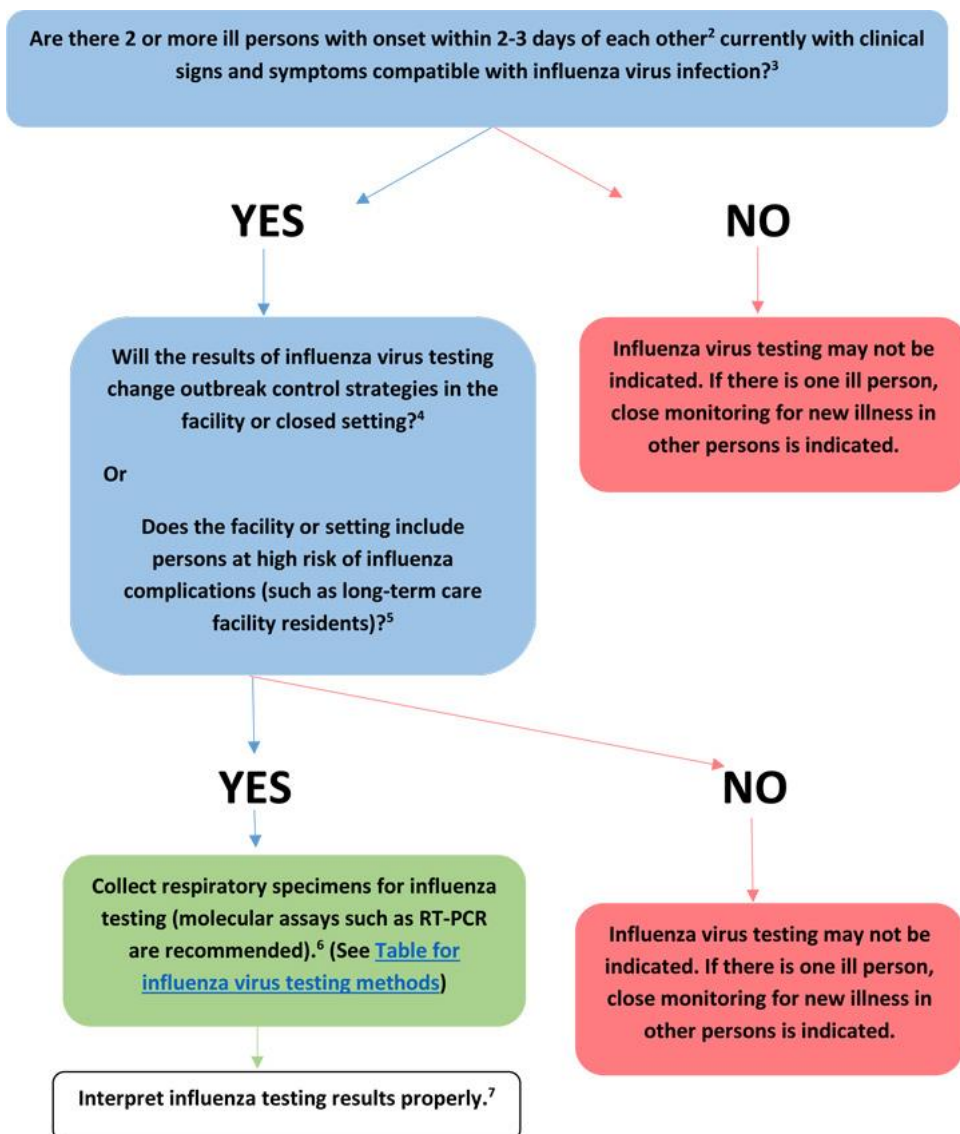 Are there 2 or more ill persons with onset within 2-3 days of each other² currently with clinical
signs and symptoms compatible with influenza virus infection?³
YES
NO
Will the results of influenza virus testing
change outbreak control strategies in the
facility or closed setting?⁴
Or
Does the facility or setting include
persons at high risk of influenza
complications (such as long-term care
facility residents)?⁵
Influenza virus testing may not be
indicated. If there is one ill person,
close monitoring for new illness in
other persons is indicated.
YES
NO
Collect respiratory specimens for influenza
testing (molecular assays such as RT-PCR
are recommended).⁶ (See Table for
influenza virus testing methods)
Influenza virus testing may not be
indicated. If there is one ill person,
close monitoring for new illness in
other persons is indicated.
Interpret influenza testing results properly.⁷